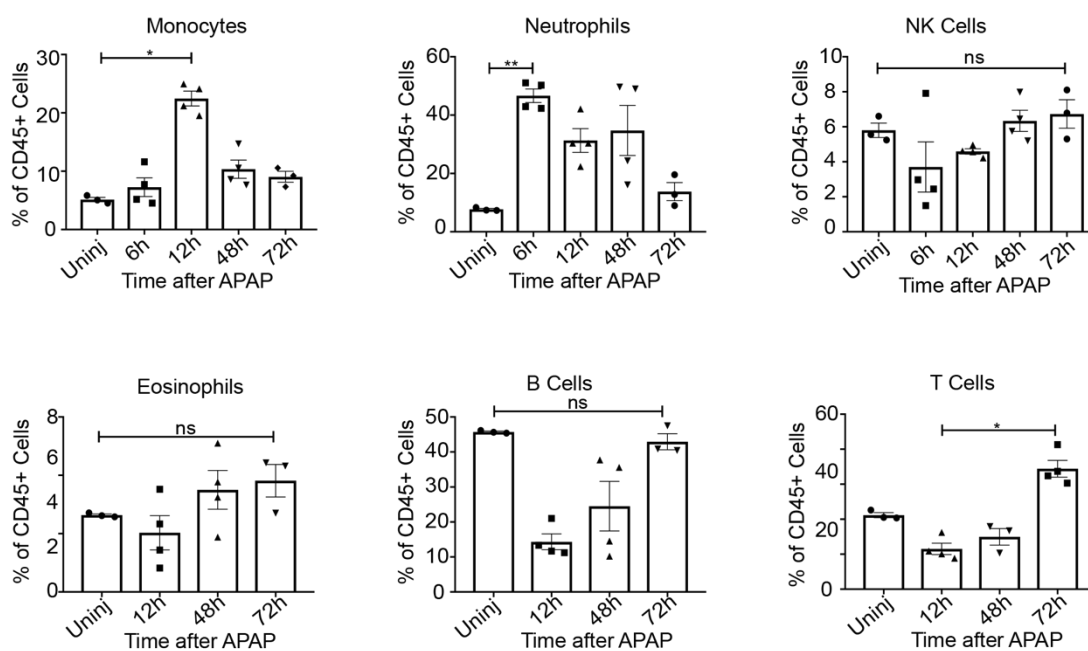 Monocytes
% of CD45+ Cells
30
20
10
0
*
Uninj
6h
12h
48h
72h
Time after APAP
Neutrophils
% of CD45+ Cells
60
40
20
0
**
Uninj
6h
12h
48h
72h
Time after APAP
NK Cells
% of CD45+ Cells
8
6
4
2
0
ns
Uninj
6h
12h
48h
72h
Time after APAP
Eosinophils
% of CD45+ Cells
8
6
4
2
0
ns
Uninj
12h
48h
72h
Time after APAP
B Cells
% of CD45+ Cells
50
40
30
20
10
0
ns
Uninj
12h
48h
72h
Time after APAP
T Cells
% of CD45+ Cells
60
40
20
0
*
Uninj
12h
48h
72h
Time after APAP